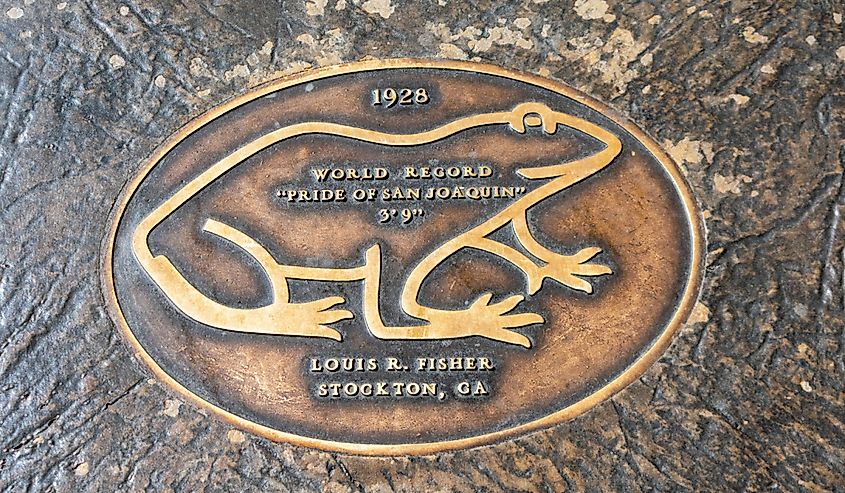 1928
WORLD RECORD
"PRIDE OF SAN JOAQUIN"
3' 9"
LOUIS R. FISHER
STOCKTON, CA